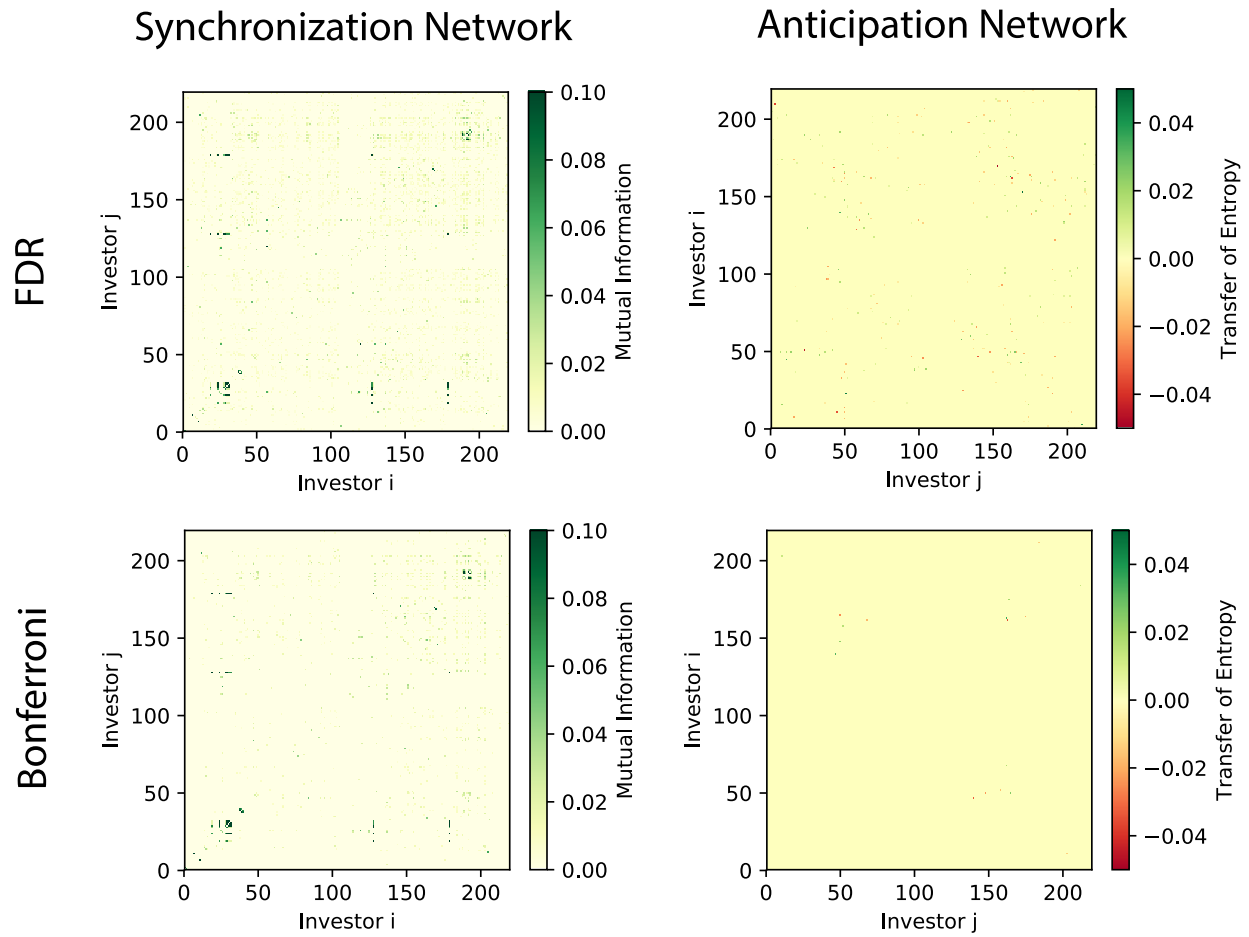 Synchronization Network
Anticipation Network
FDR
Investor j
200
150
100
50
0
0 50 100 150 200
Investor i
0.10
0.08
0.06
0.04
0.02
0.00
Mutual Information
Investor i
200
150
100
50
0
0 50 100 150 200
Investor j
0.04
0.02
0.00
−0.02
−0.04
Transfer of Entropy
Bonferroni
Investor j
200
150
100
50
0
0 50 100 150 200
Investor i
0.10
0.08
0.06
0.04
0.02
0.00
Mutual Information
Investor i
200
150
100
50
0
0 50 100 150 200
Investor j
0.04
0.02
0.00
−0.02
−0.04
Transfer of Entropy